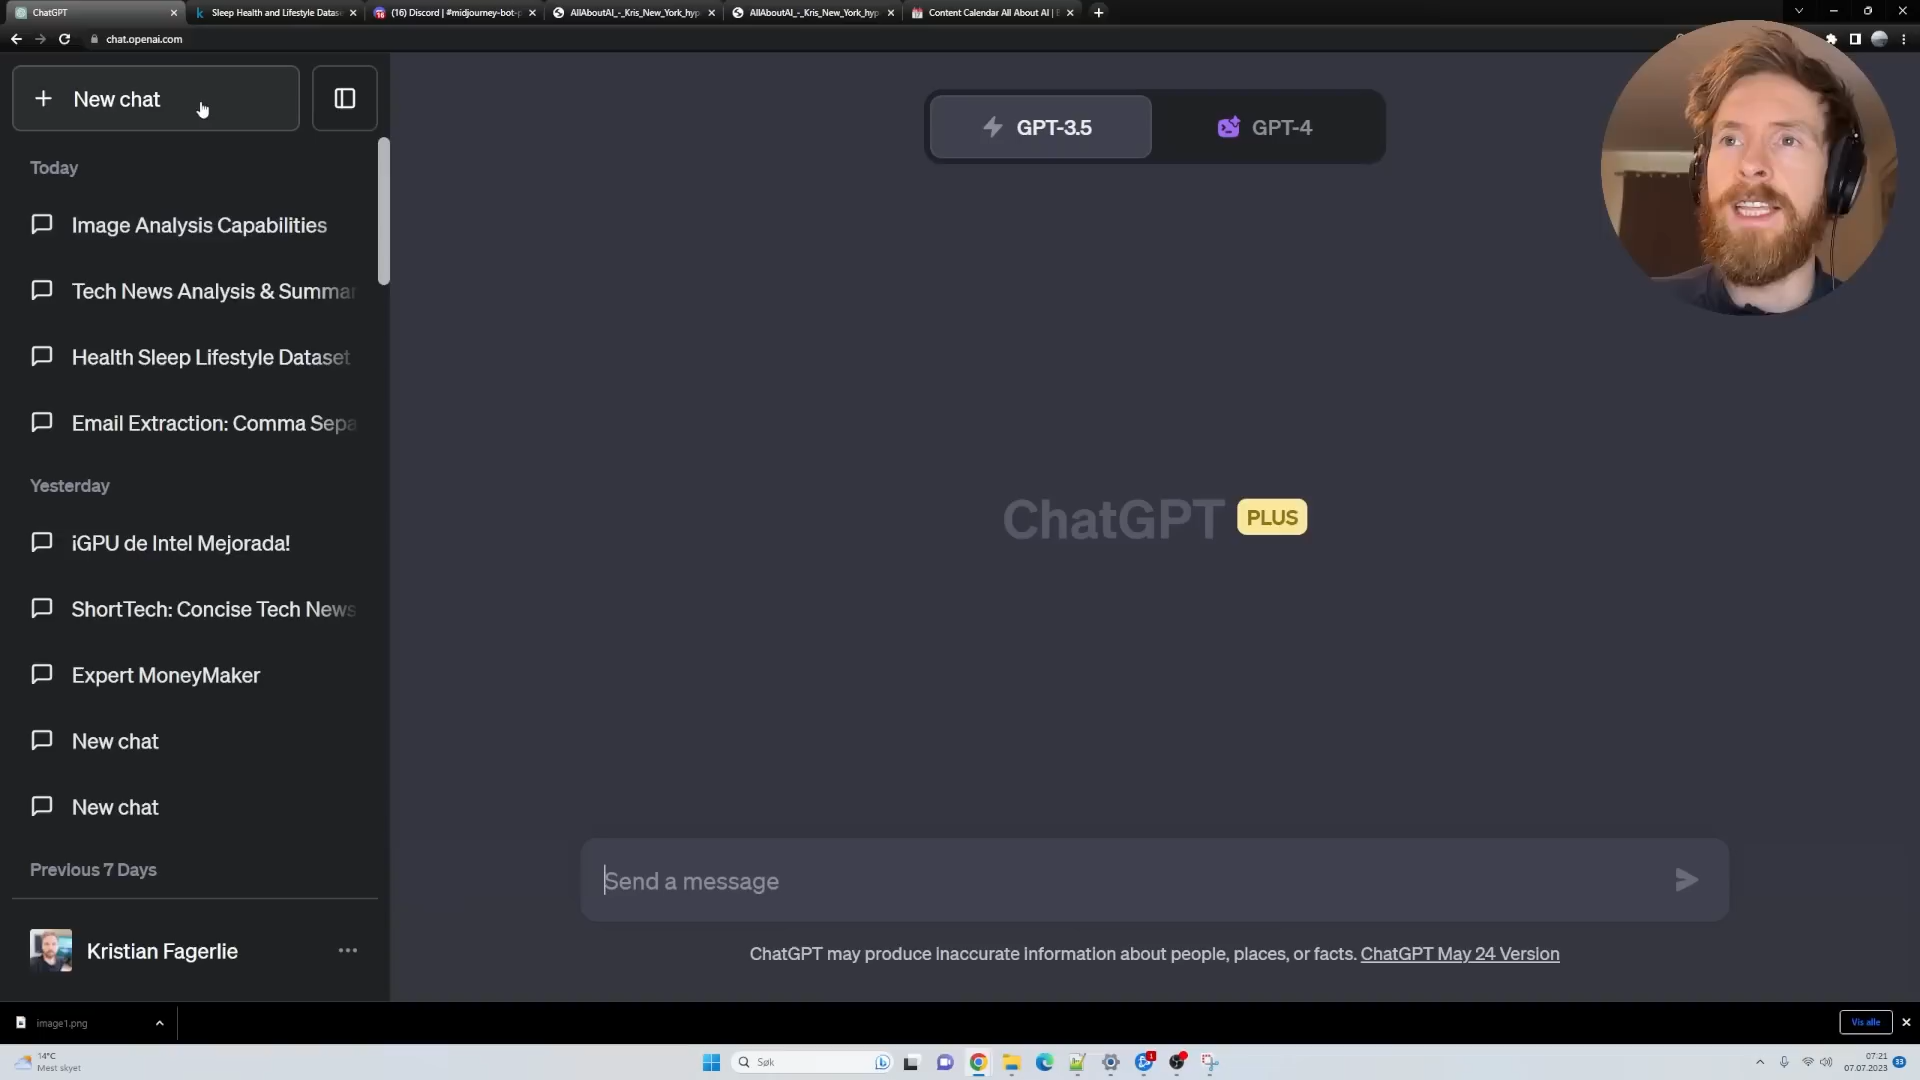 ChatGPT
Sleep Health and Lifestyle Datase
(16) Discord | #midjourney-bot-
AllAboutAI_-_Kris_New_York_hyp
AllAboutAI_-_Kris_New_York_hyp
Content Calendar All About AI |
chat.openai.com
New chat
Today
Image Analysis Capabilities
Tech News Analysis & Summar
Health Sleep Lifestyle Dataset
Email Extraction: Comma Sepa
Yesterday
iGPU de Intel Mejorada!
ShortTech: Concise Tech News
Expert MoneyMaker
New chat
New chat
Previous 7 Days
Kristian Fagerlie
GPT-3.5
GPT-4
ChatGPT PLUS
Send a message
ChatGPT may produce inaccurate information about people, places, or facts. ChatGPT May 24 Version
image1.png
Vis alle
14°C
Mest skyet
Søk
1
07:21
07.07.2023
33